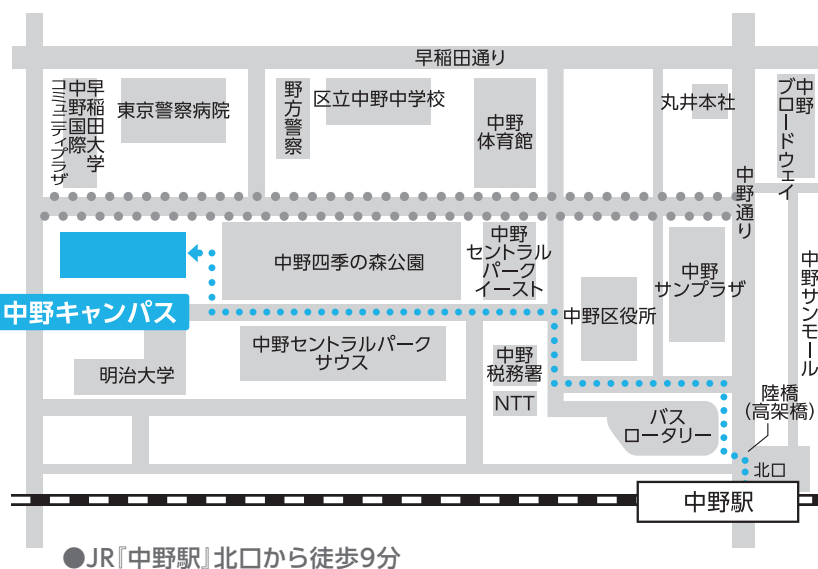 早稲田通り
早稲田大学
中野国際
コミュニティプラザ
東京警察病院
野方警察
区立中野中学校
中野
体育館
丸井本社
中野
ブロードウェイ
中野通り
中野四季の森公園
中野
セントラル
パーク
イースト
中野
サンプラザ
中野サンモール
中野キャンパス
中野区役所
中野セントラルパーク
サウス
明治大学
中野
税務署
NTT
バス
ロータリー
陸橋
(高架橋)
北口
中野駅
●JR『中野駅』北口から徒歩9分